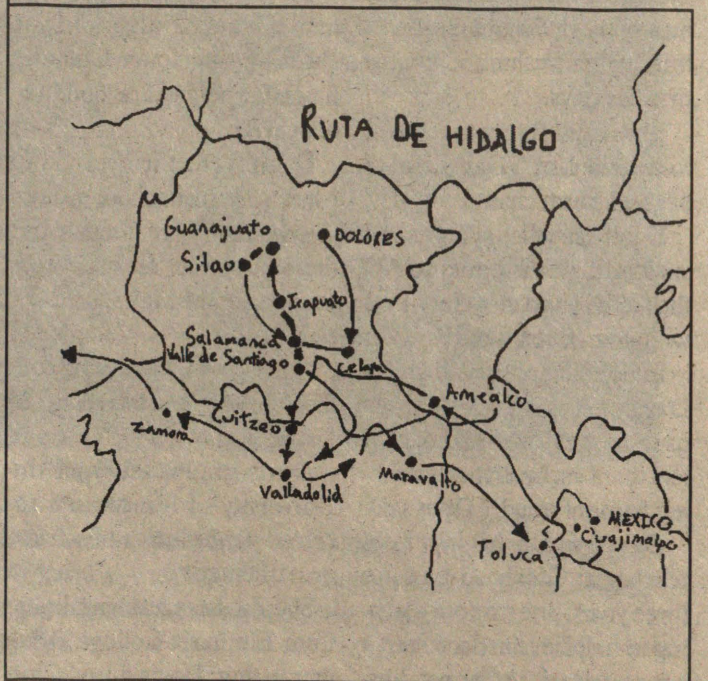 RUTA DE HIDALGO
Guanajuato
DOLORES
Silao
Irapuato
Salamanca
Valle de Santiago
Celaya
Amealco
Zamora
Cuitzeo
Maravatio
Valladolid
MEXICO
Cuajimalpa
Toluca